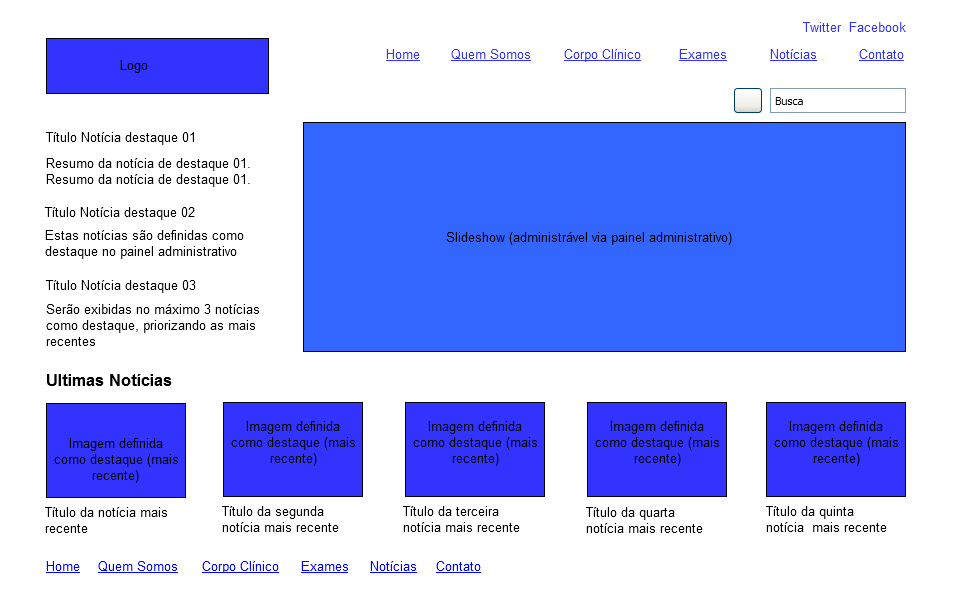 Twitter  Facebook
Logo
Home Quem Somos Corpo Clínico Exames Notícias Contato
Busca
Título Notícia destaque 01
Resumo da notícia de destaque 01.
Resumo da notícia de destaque 01.
Título Notícia destaque 02
Estas notícias são definidas como
destaque no painel administrativo
Título Notícia destaque 03
Serão exibidas no máximo 3 notícias
como destaque, priorizando as mais
recentes
Slideshow (administrável via painel administrativo)
Ultimas Notícias
Imagem definida
como destaque (mais
recente)
Título da notícia mais
recente
Imagem definida
como destaque (mais
recente)
Título da segunda
notícia mais recente
Imagem definida
como destaque (mais
recente)
Título da terceira
notícia mais recente
Imagem definida
como destaque (mais
recente)
Título da quarta
notícia mais recente
Imagem definida
como destaque (mais
recente)
Título da quinta
notícia  mais recente
Home Quem Somos Corpo Clínico Exames Notícias Contato